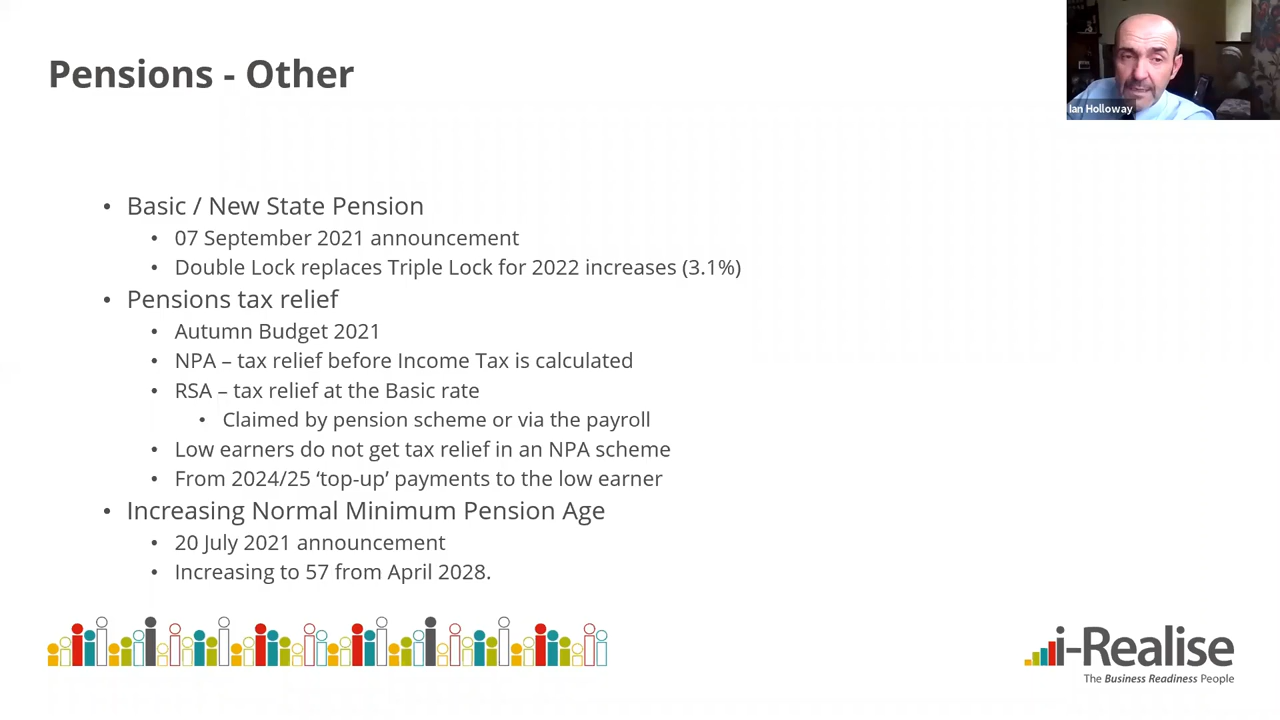 Pensions - Other
Ian Holloway
• Basic / New State Pension
• 07 September 2021 announcement
• Double Lock replaces Triple Lock for 2022 increases (3.1%)
• Pensions tax relief
• Autumn Budget 2021
• NPA – tax relief before Income Tax is calculated
• RSA – tax relief at the Basic rate
• Claimed by pension scheme or via the payroll
• Low earners do not get tax relief in an NPA scheme
• From 2024/25 ‘top-up’ payments to the low earner
• Increasing Normal Minimum Pension Age
• 20 July 2021 announcement
• Increasing to 57 from April 2028.
i-Realise
The Business Readiness People